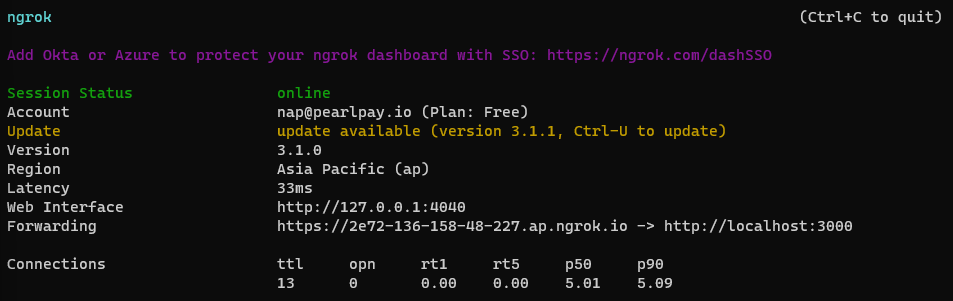 ngrok (Ctrl+C to quit)
Add Okta or Azure to protect your ngrok dashboard with SSO: https://ngrok.com/dashSSO
Session Status online
Account nap@pearlpay.io (Plan: Free)
Update update available (version 3.1.1, Ctrl-U to update)
Version 3.1.0
Region Asia Pacific (ap)
Latency 33ms
Web Interface http://127.0.0.1:4040
Forwarding https://2e72-136-158-48-227.ap.ngrok.io -> http://localhost:3000
Connections ttl opn rt1 rt5 p50 p90
13 0 0.00 0.00 5.01 5.09